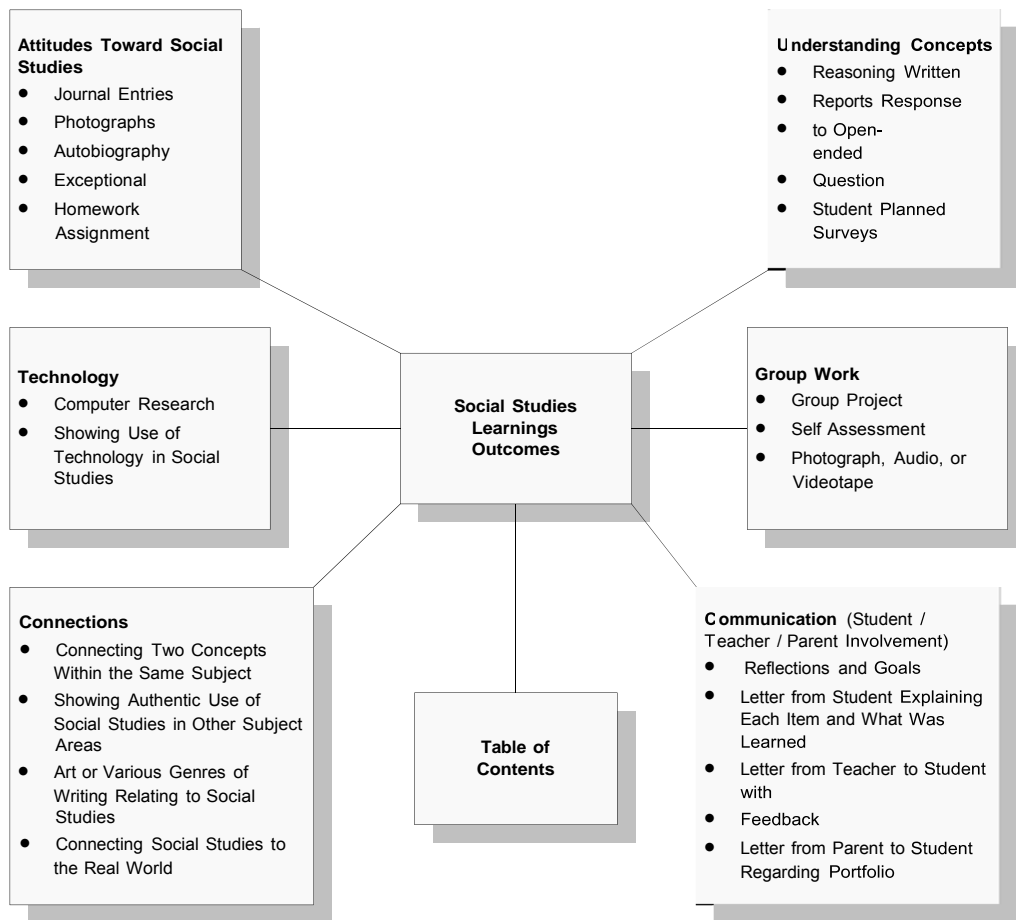 Attitudes Toward Social
Studies
● Journal Entries
● Photographs
● Autobiography
● Exceptional
● Homework
Assignment
Understanding Concepts
● Reasoning Written
● Reports Response
● to Open-
ended
● Question
● Student Planned
Surveys
Technology
● Computer Research
● Showing Use of
Technology in Social
Studies
Social Studies
Learnings
Outcomes
Group Work
● Group Project
● Self Assessment
● Photograph, Audio, or
Videotape
Connections
● Connecting Two Concepts
Within the Same Subject
● Showing Authentic Use of
Social Studies in Other Subject
Areas
● Art or Various Genres of
Writing Relating to Social
Studies
● Connecting Social Studies to
the Real World
Table of
Contents
Communication (Student /
Teacher / Parent Involvement)
● Reflections and Goals
● Letter from Student Explaining
Each Item and What Was
Learned
● Letter from Teacher to Student
with
● Feedback
● Letter from Parent to Student
Regarding Portfolio